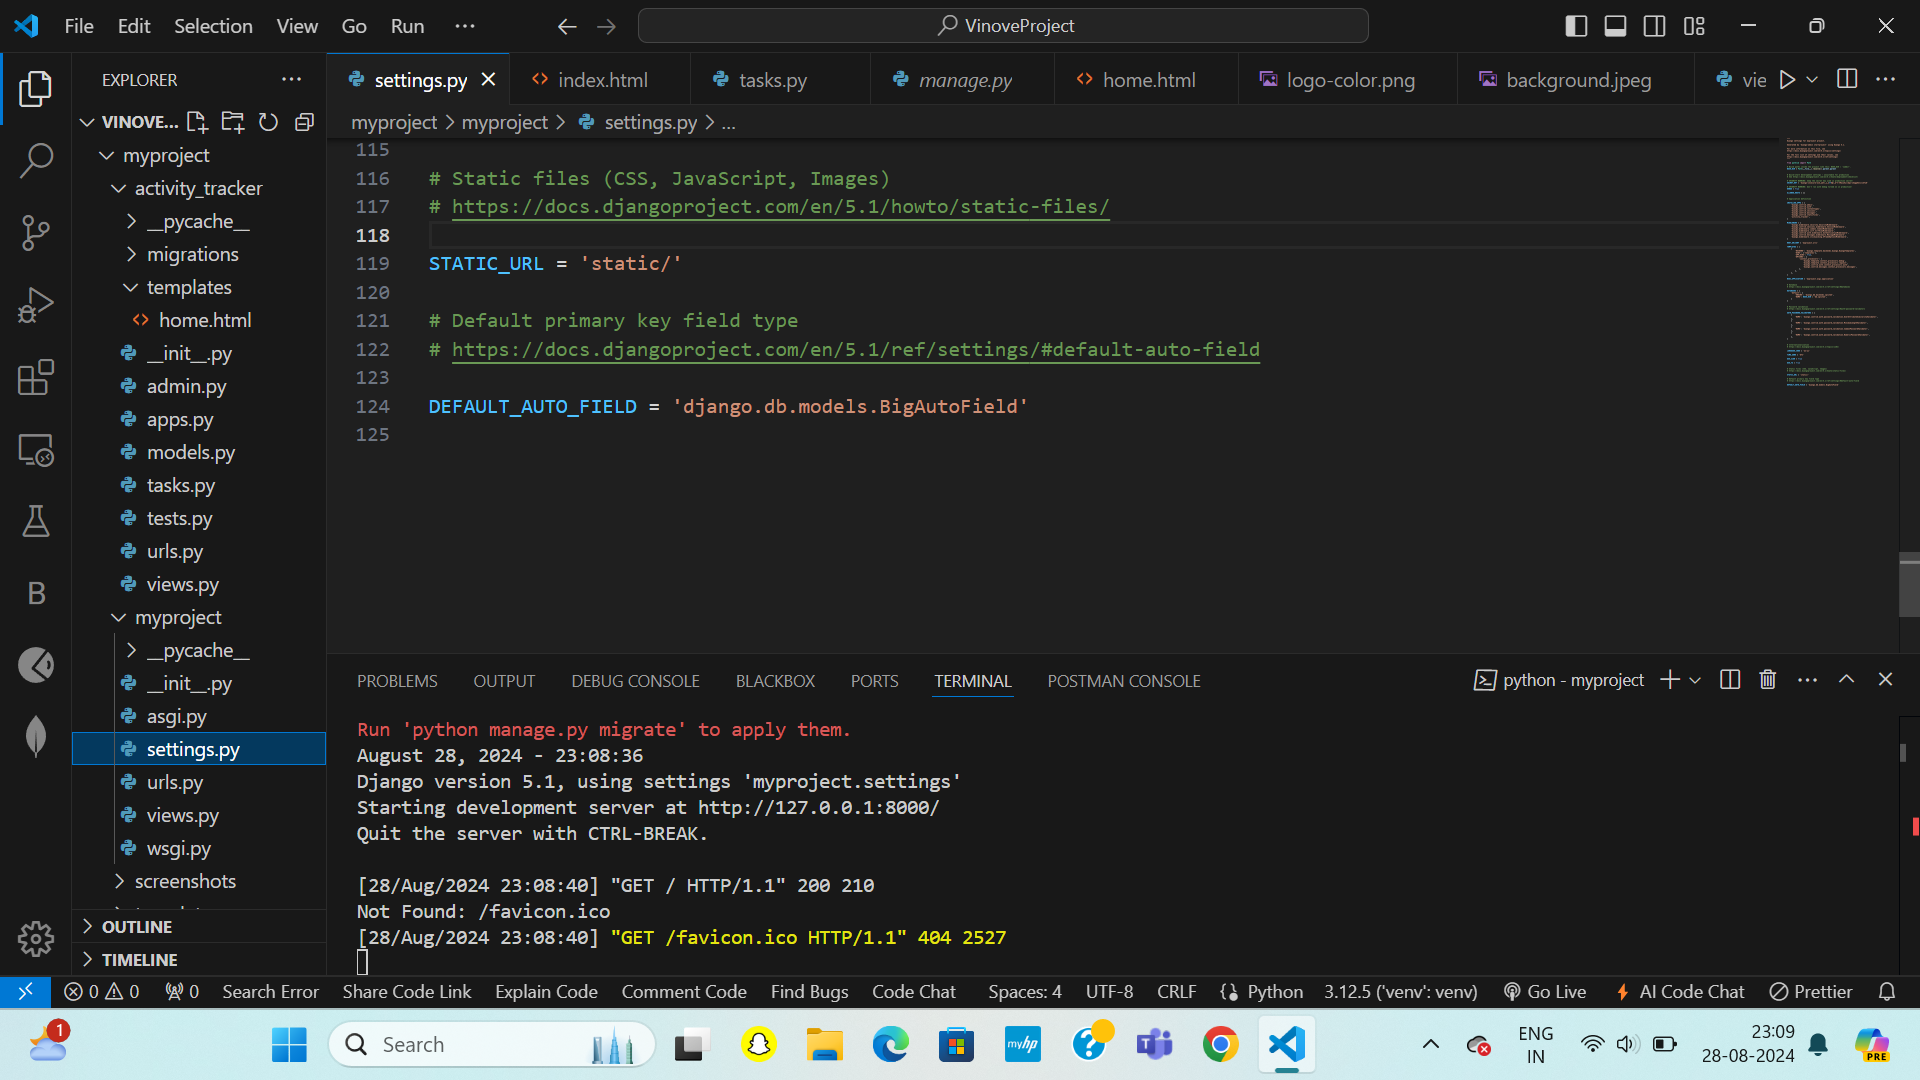 File Edit Selection View Go Run ···
VinoveProject
EXPLORER ···
settings.py
index.html
tasks.py
manage.py
home.html
logo-color.png
background.jpeg
vie
VINOVE...
myproject > myproject > settings.py > ...
myproject
activity_tracker
__pycache__
migrations
templates
home.html
__init__.py
admin.py
apps.py
models.py
tasks.py
tests.py
urls.py
views.py
myproject
__pycache__
__init__.py
asgi.py
settings.py
urls.py
views.py
wsgi.py
screenshots
OUTLINE
TIMELINE
115
116 # Static files (CSS, JavaScript, Images)
117 # https://docs.djangoproject.com/en/5.1/howto/static-files/
118
119 STATIC_URL = 'static/'
120
121 # Default primary key field type
122 # https://docs.djangoproject.com/en/5.1/ref/settings/#default-auto-field
123
124 DEFAULT_AUTO_FIELD = 'django.db.models.BigAutoField'
125
PROBLEMS OUTPUT DEBUG CONSOLE BLACKBOX PORTS TERMINAL POSTMAN CONSOLE
python - myproject
Run 'python manage.py migrate' to apply them.
August 28, 2024 - 23:08:36
Django version 5.1, using settings 'myproject.settings'
Starting development server at http://127.0.0.1:8000/
Quit the server with CTRL-BREAK.
[28/Aug/2024 23:08:40] "GET / HTTP/1.1" 200 210
Not Found: /favicon.ico
[28/Aug/2024 23:08:40] "GET /favicon.ico HTTP/1.1" 404 2527
0 0 0 Search Error Share Code Link Explain Code Comment Code Find Bugs Code Chat Spaces: 4 UTF-8 CRLF Python 3.12.5 ('venv': venv) Go Live AI Code Chat Prettier
1
Search
myhp
ENG
IN
23:09
28-08-2024
PRE